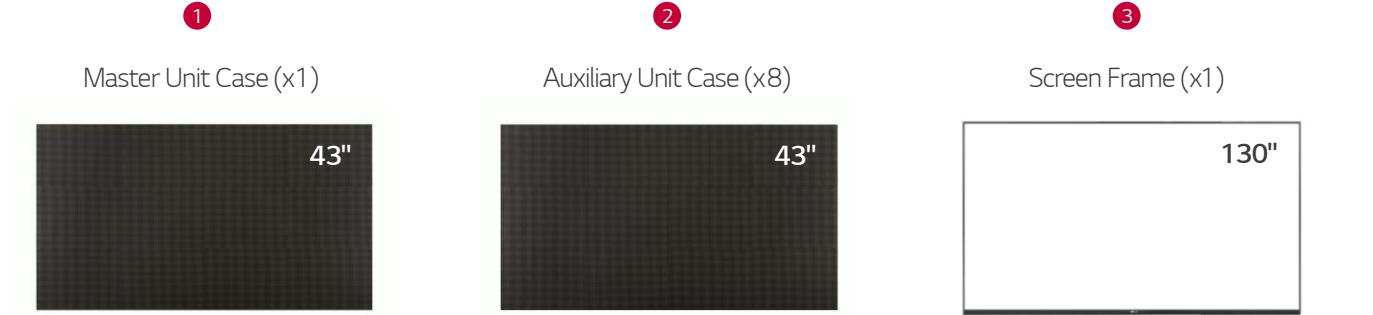 1
2
3
Master Unit Case (x1)
Auxiliary Unit Case (x8)
Screen Frame (x1)
43"
43"
130"